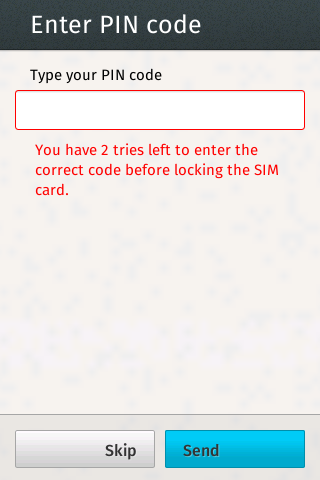 Enter PIN code
Type your PIN code
You have 2 tries left to enter the
correct code before locking the SIM
card.
Skip
Send